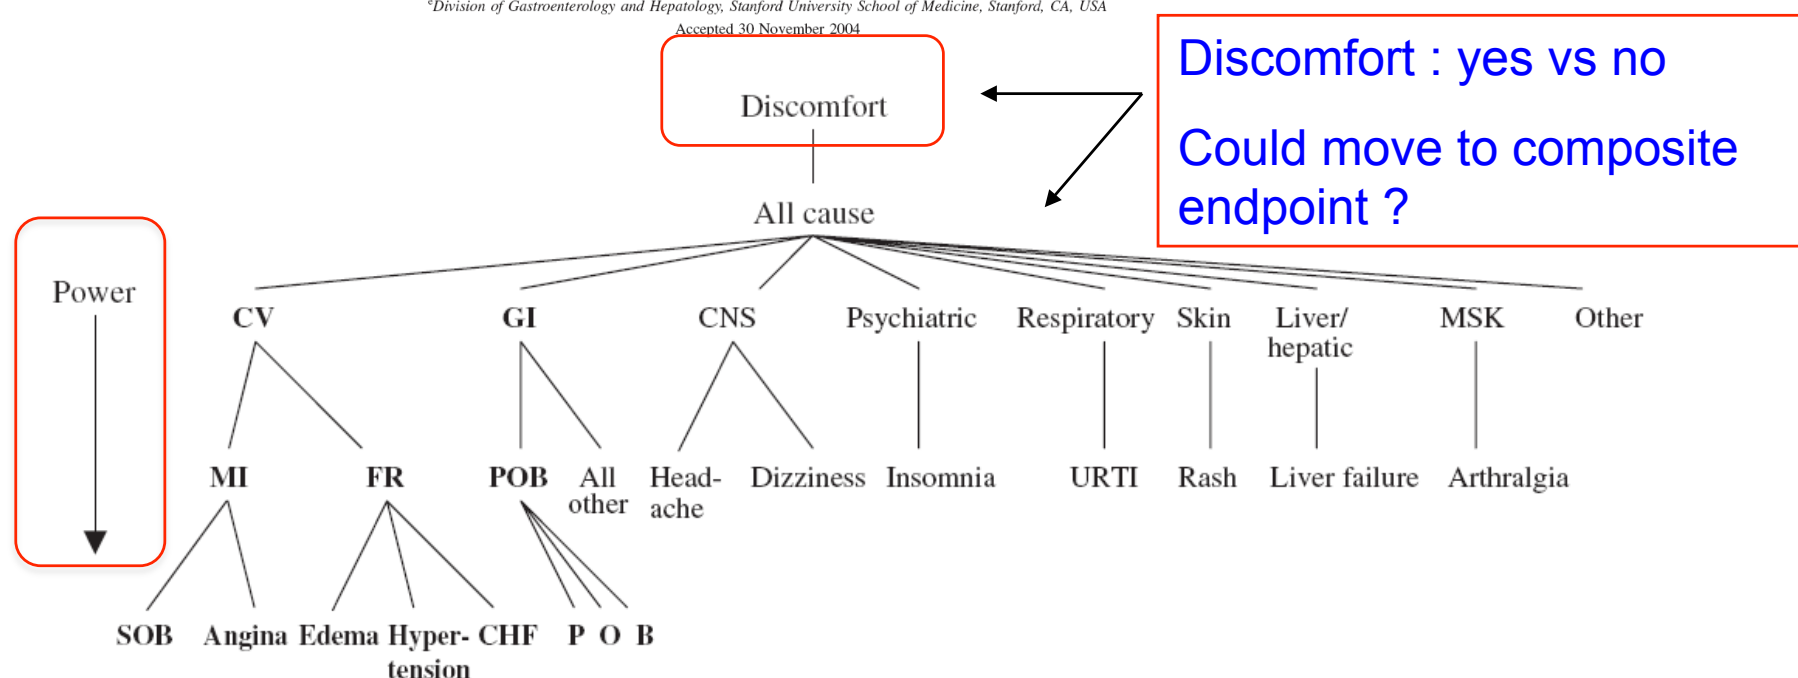 ᵉDivision of Gastroenterology and Hepatology, Stanford University School of Medicine, Stanford, CA, USA
Accepted 30 November 2004
Discomfort : yes vs no
Could move to composite
endpoint ?
Discomfort
All cause
Power
CV GI CNS Psychiatric Respiratory Skin Liver/ MSK Other
hepatic
MI FR POB All Head- Dizziness Insomnia URTI Rash Liver failure Arthralgia
other ache
SOB Angina Edema Hyper- CHF P O B
tension